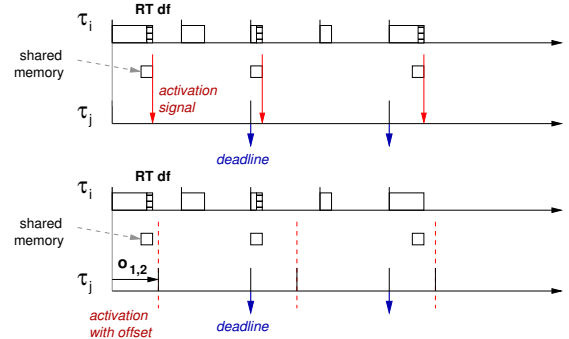 RT df
τi
shared
memory
activation
signal
τj
deadline
RT df
τi
shared
memory
o1,2
τj
activation
with offset
deadline